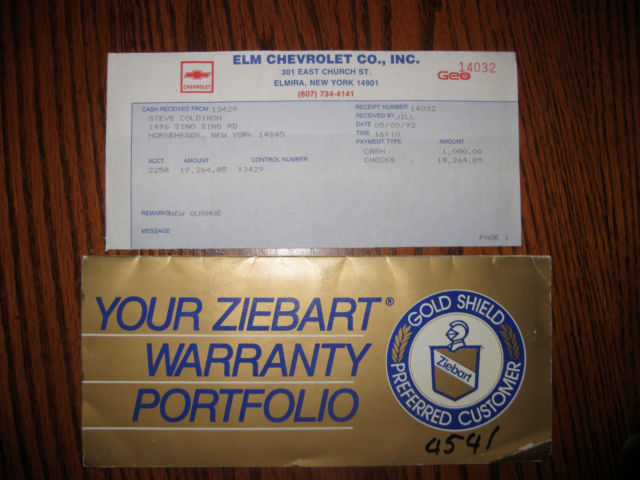 ELM CHEVROLET CO., INC.
301 EAST CHURCH ST.
ELMIRA, NEW YORK 14901
(607) 734-4141
CHEVROLET
Geo
14032
CASH RECEIVED FROM 13429
STEVE COLDIRON
1496 SING SING RD
HORSEHEADS, NEW YORK 14845
RECEIPT NUMBER 14032
RECEIVED BY JILL
DATE 05/08/92
TIME 16:10
PAYMENT TYPE AMOUNT
CASH 1,000.00
CHECKS 18,264.85
ACCT. AMOUNT CONTROL NUMBER
225A 19,264.85 13429
REMARKS NEW GUSHUE
MESSAGE
PAGE 1
YOUR ZIEBART®
WARRANTY
PORTFOLIO
GOLD SHIELD
Ziebart
PREFERRED CUSTOMER
4541